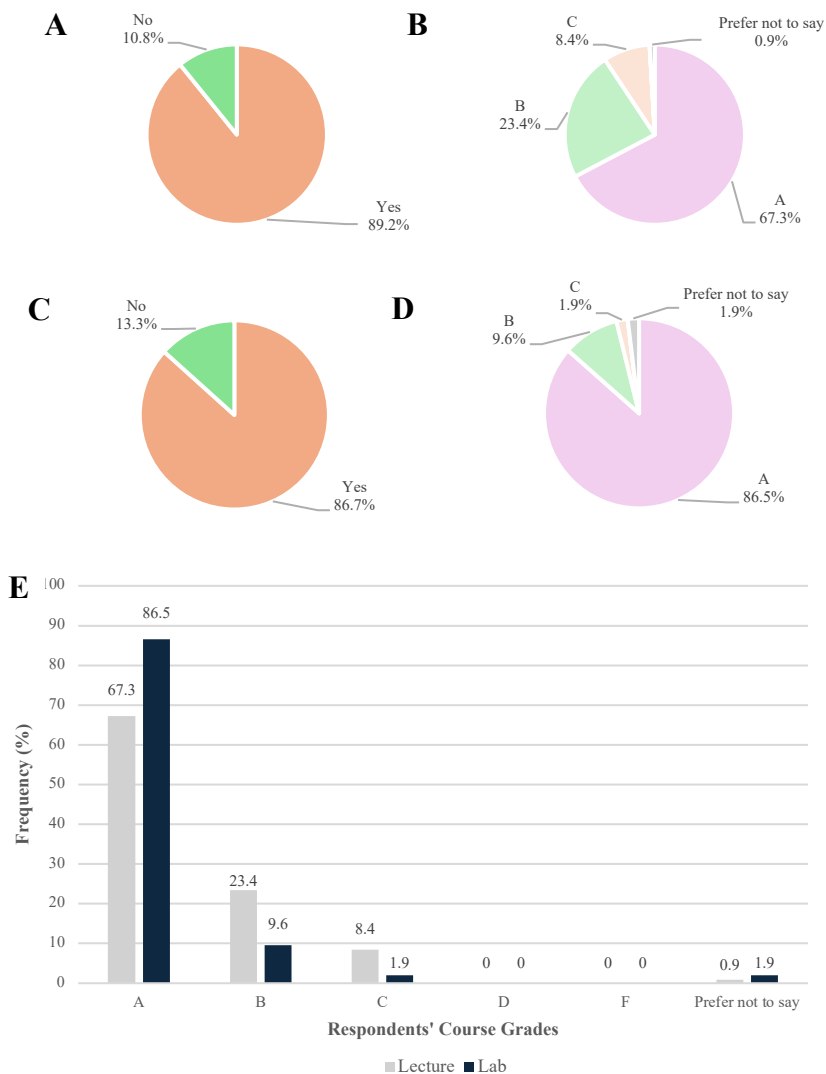 A
No
10.8%
Yes
89.2%
B
C
8.4%
Prefer not to say
0.9%
B
23.4%
A
67.3%
C
No
13.3%
Yes
86.7%
D
C
1.9%
Prefer not to say
1.9%
B
9.6%
A
86.5%
E
Frequency (%)
100
90
80
70
60
50
40
30
20
10
0
67.3
86.5
23.4
9.6
8.4
1.9
0
0
0
0
0.9
1.9
A
B
C
D
F
Prefer not to say
Respondents' Course Grades
Lecture
Lab